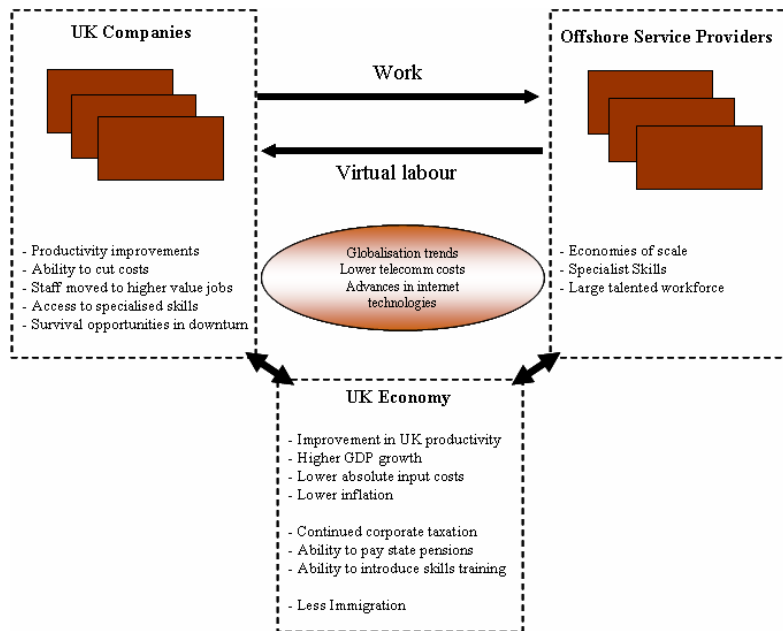 UK Companies
Offshore Service Providers
Work
Virtual labour
- Productivity improvements
- Ability to cut costs
- Staff moved to higher value jobs
- Access to specialised skills
- Survival opportunities in downturn
Globalisation trends
Lower telecomm costs
Advances in internet
technologies
- Economies of scale
- Specialist Skills
- Large talented workforce
UK Economy
- Improvement in UK productivity
- Higher GDP growth
- Lower absolute input costs
- Lower inflation
- Continued corporate taxation
- Ability to pay state pensions
- Ability to introduce skills training
- Less Immigration